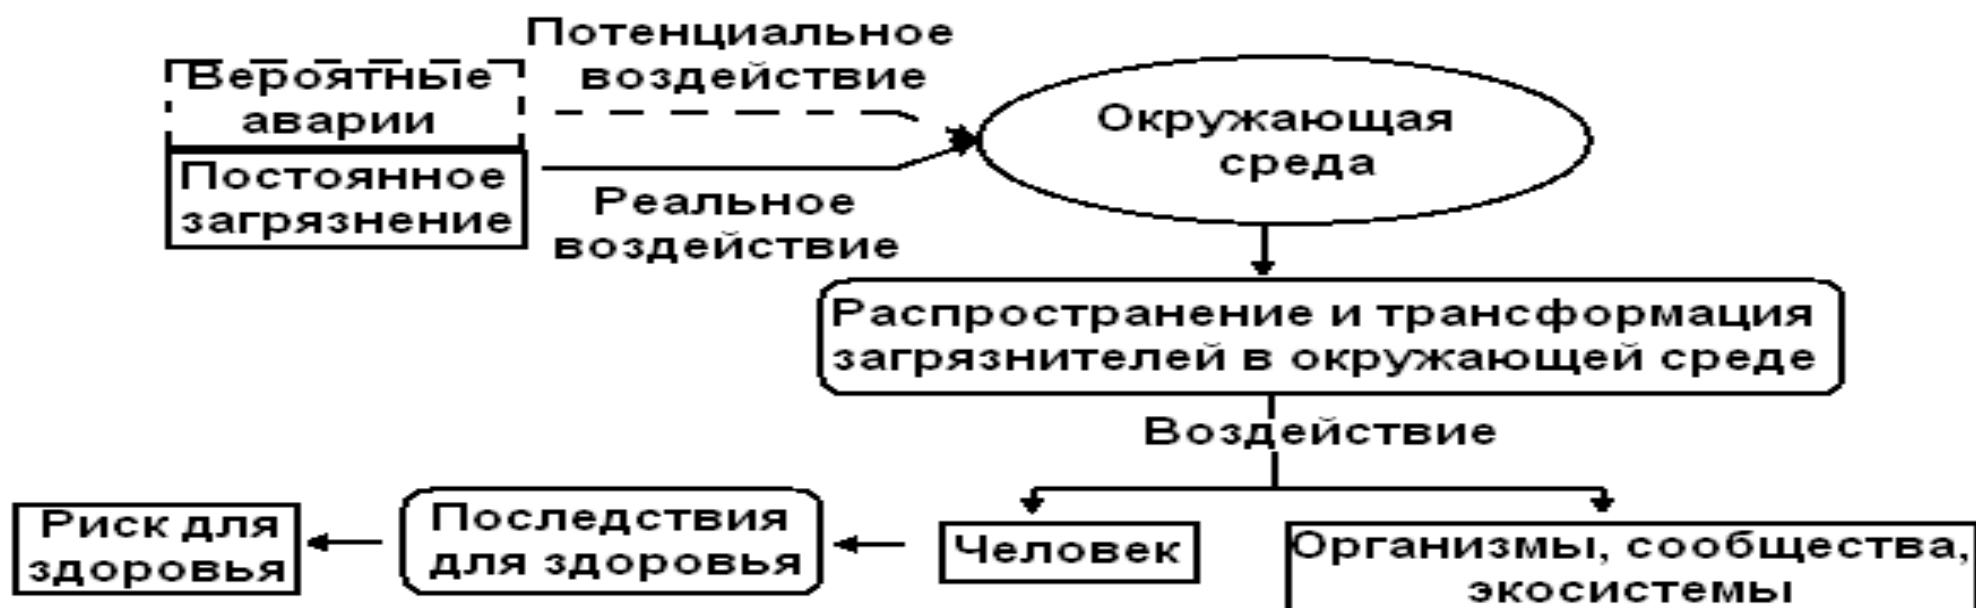 Потенциальное
воздействие
Вероятные
аварии
Постоянное
загрязнение
Реальное
воздействие
Окружающая
среда
Распространение и трансформация
загрязнителей в окружающей среде
Воздействие
Риск для
здоровья
Последствия
для здоровья
Человек
Организмы, сообщества,
экосистемы